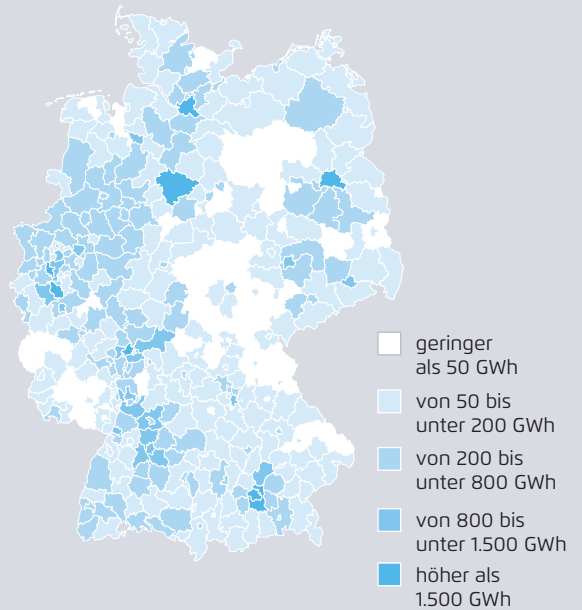 geringer
als 50 GWh
von 50 bis
unter 200 GWh
von 200 bis
unter 800 GWh
von 800 bis
unter 1.500 GWh
höher als
1.500 GWh